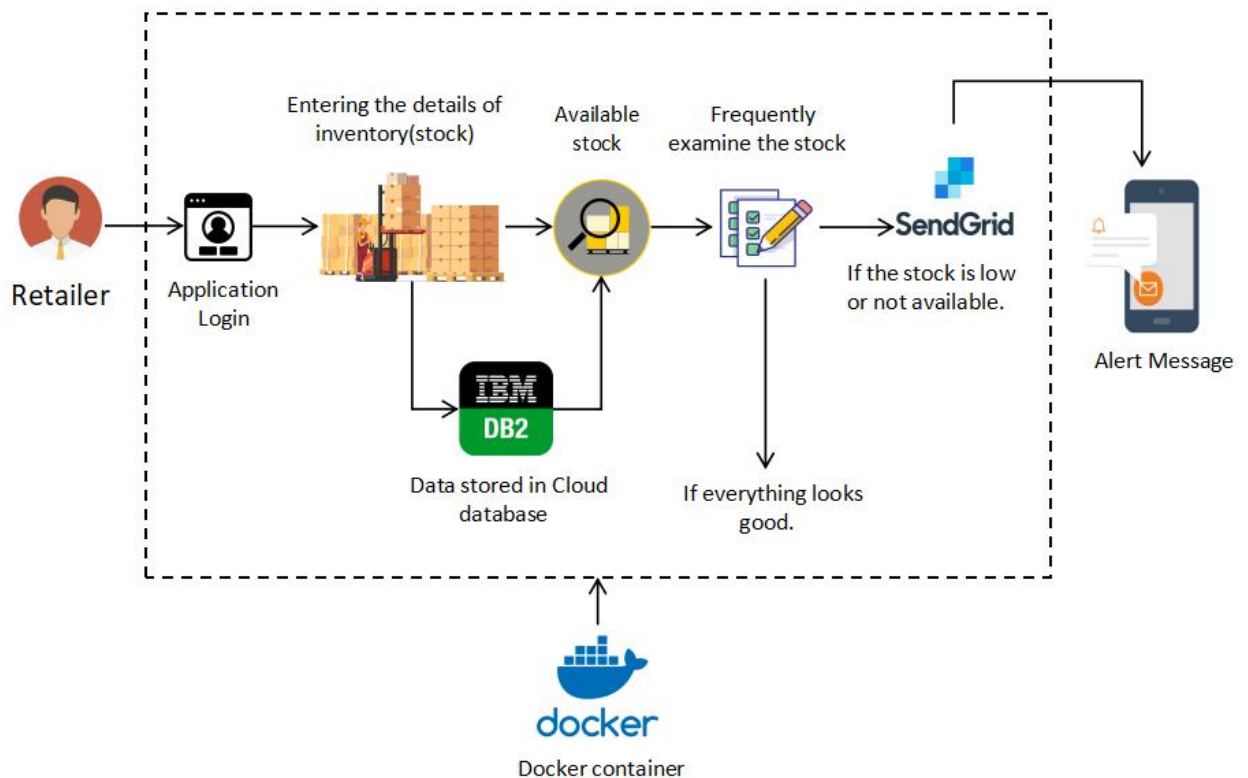 Entering the details of
inventory(stock)
Available
stock
Frequently
examine the stock
SendGrid
If the stock is low
or not available.
Retailer
Application
Login
Alert Message
IBM
DB2
Data stored in Cloud
database
If everything looks
good.
docker
Docker container